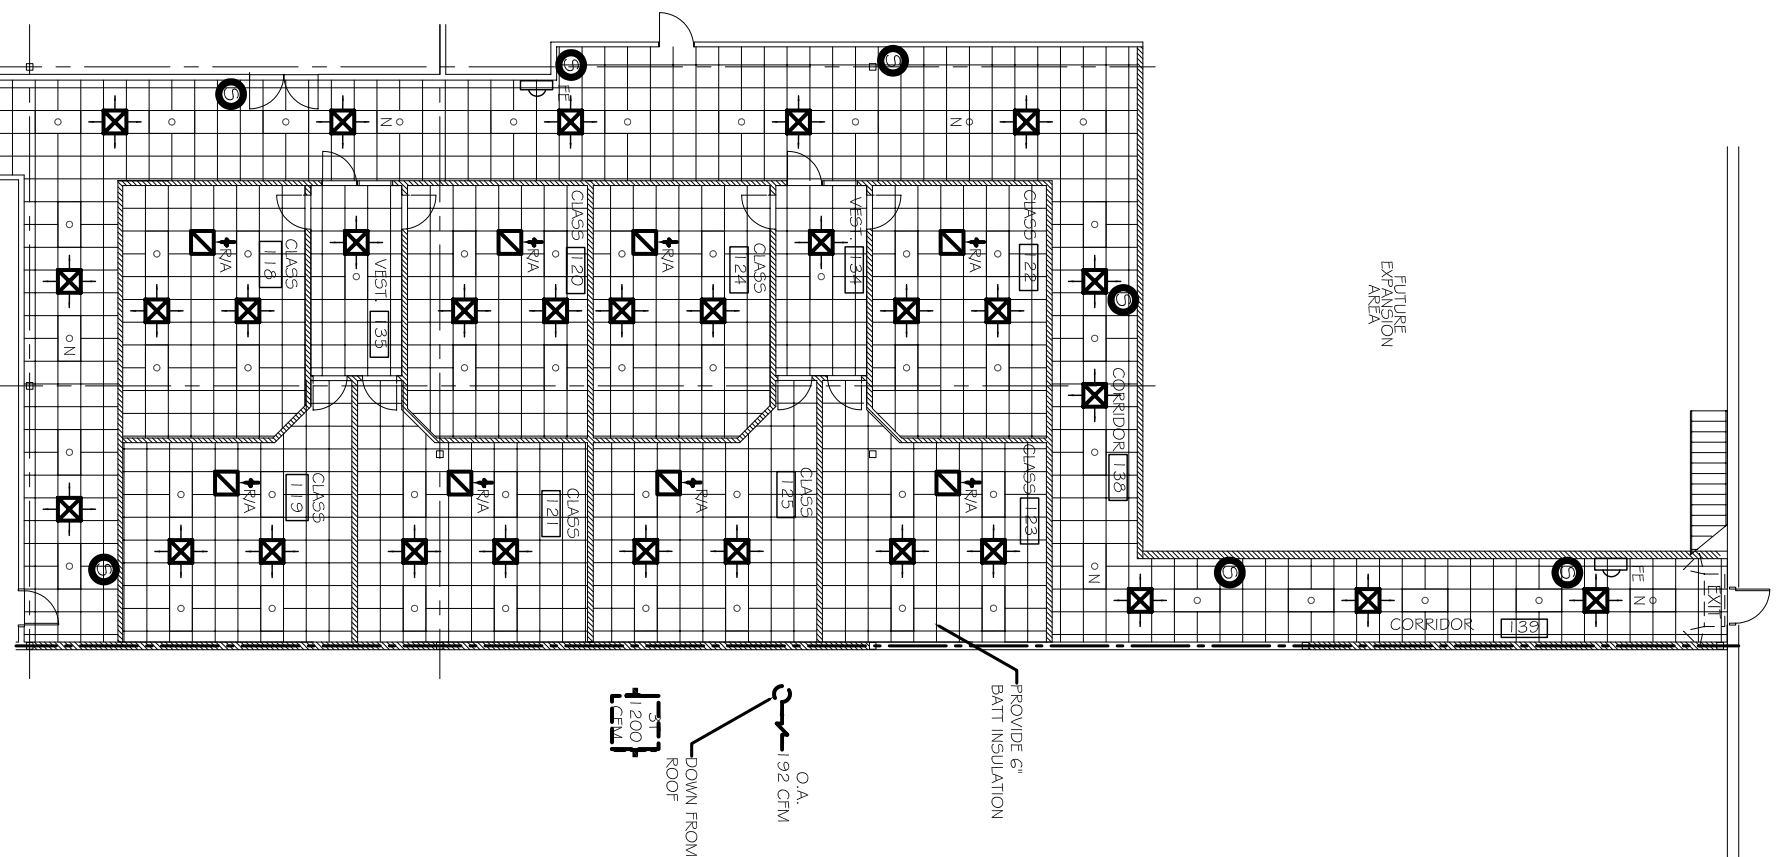 S
S
S
FE
N
N
FUTURE
EXPANSION
AREA
R/A
118
CLASS
VEST.
135
R/A
CLASS 120
R/A
CLASS
124
VEST. 134
R/A
CLASS 122
S
N
CORRIDOR 138
R/A
119
CLASS
R/A
121
CLASS
R/A
125
CLASS
R/A
CLASS 123
S
N
S
S
FE
N
EXIT
CORRIDOR 139
PROVIDE 6"
BATT INSULATION
O.A.
192 CFM
DOWN FROM
ROOF
3T
1200
CFM